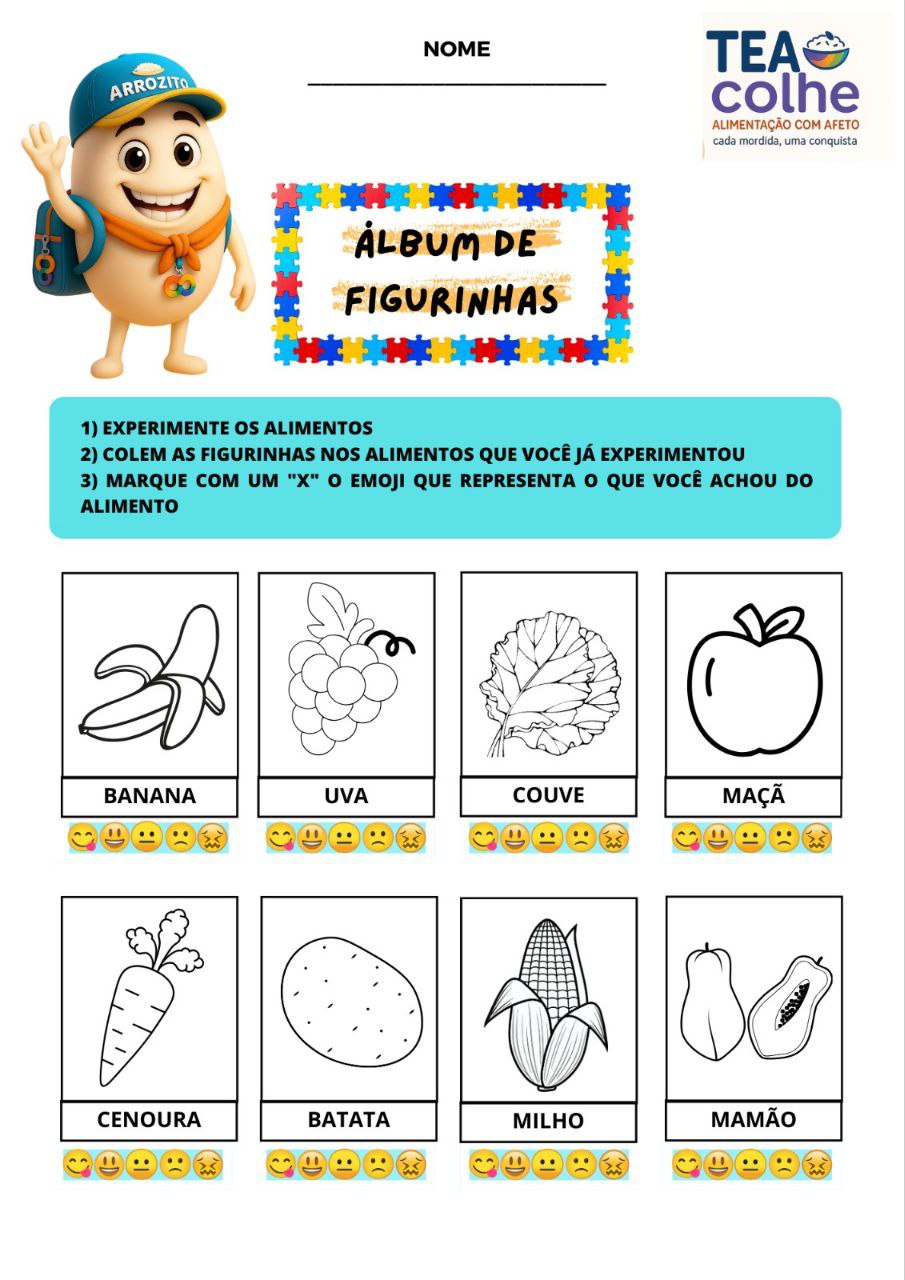 NOME
ARROZITO
TEA
colhe
ALIMENTAÇÃO COM AFETO
cada mordida, uma conquista
ÁLBUM DE
FIGURINHAS
1) EXPERIMENTE OS ALIMENTOS
2) COLEM AS FIGURINHAS NOS ALIMENTOS QUE VOCÊ JÁ EXPERIMENTOU
3) MARQUE COM UM "X" O EMOJI QUE REPRESENTA O QUE VOCÊ ACHOU DO
ALIMENTO
BANANA
UVA
COUVE
MAÇÃ
CENOURA
BATATA
MILHO
MAMÃO